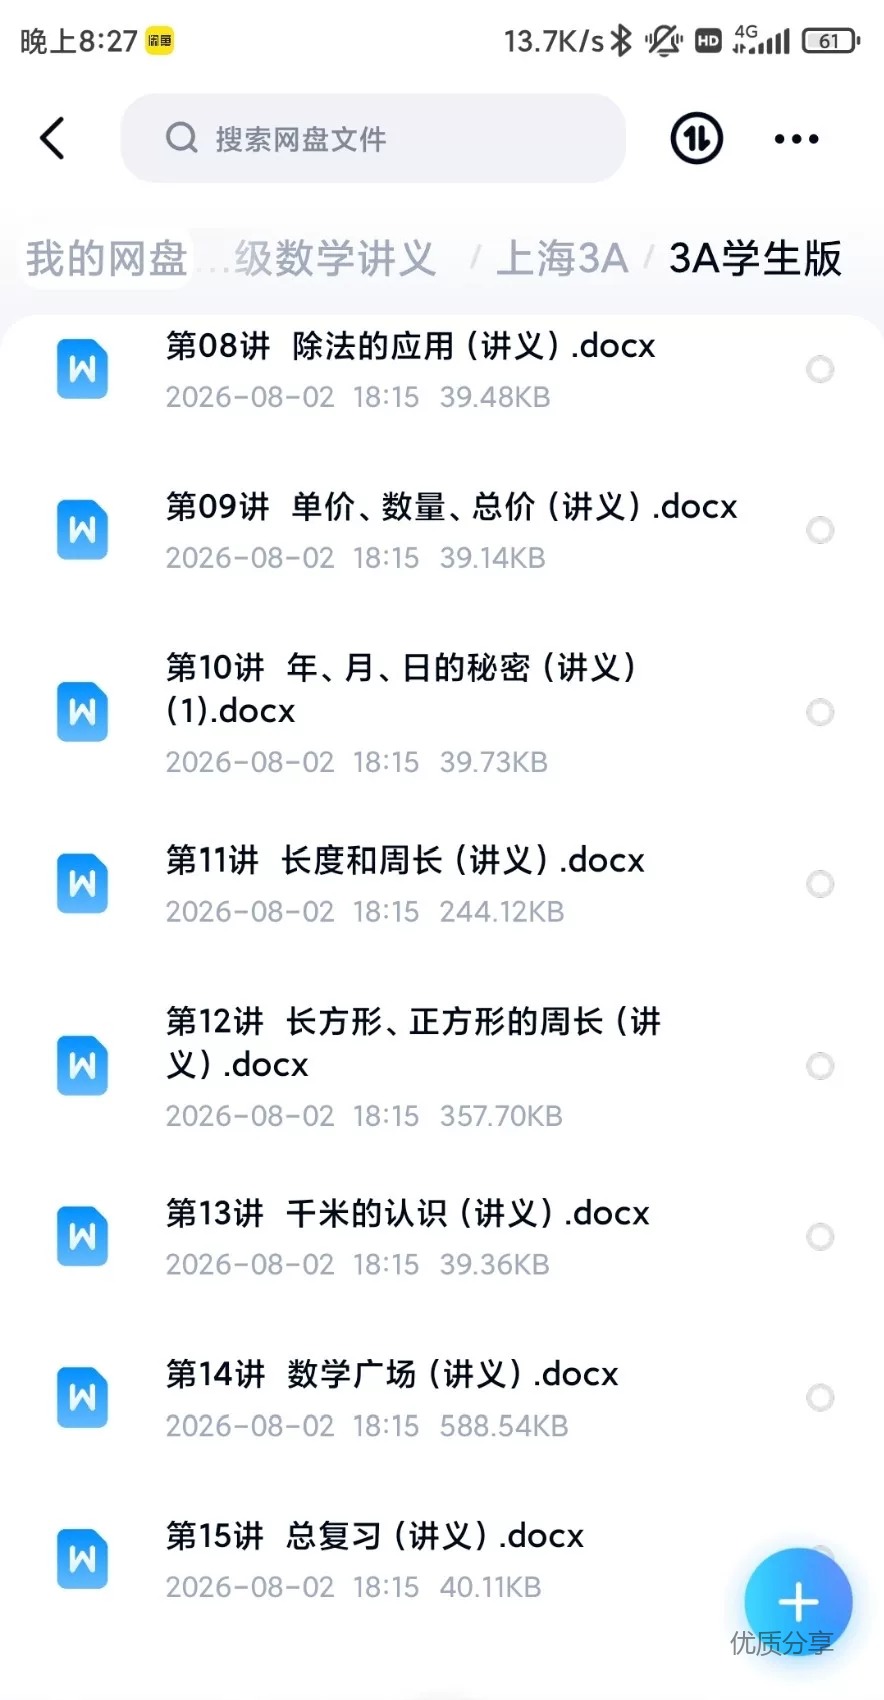 晚上8:27 闲鱼 13.7K/s HD 4G 61
搜索网盘文件
我的网盘 ...级数学讲义 / 上海3A / 3A学生版
第08讲 除法的应用（讲义）.docx
2026-08-02 18:15 39.48KB
第09讲 单价、数量、总价（讲义）.docx
2026-08-02 18:15 39.14KB
第10讲 年、月、日的秘密（讲义）
(1).docx
2026-08-02 18:15 39.73KB
第11讲 长度和周长（讲义）.docx
2026-08-02 18:15 244.12KB
第12讲 长方形、正方形的周长（讲
义）.docx
2026-08-02 18:15 357.70KB
第13讲 千米的认识（讲义）.docx
2026-08-02 18:15 39.36KB
第14讲 数学广场（讲义）.docx
2026-08-02 18:15 588.54KB
第15讲 总复习（讲义）.docx
2026-08-02 18:15 40.11KB
优质分享